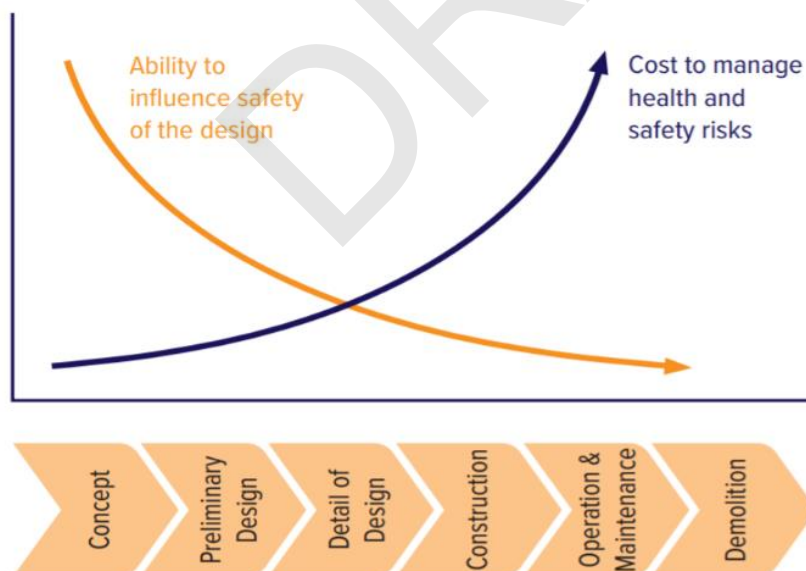 Ability to
influence safety
of the design
Cost to manage
health and
safety risks
Concept
Preliminary
Design
Detail of
Design
Construction
Operation &
Maintenance
Demolition